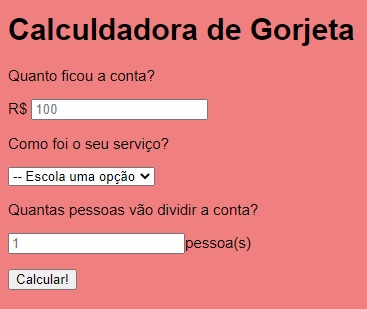 Calculdadora de Gorjeta
Quanto ficou a conta?
R$ 100
Como foi o seu serviço?
-- Escola uma opção
Quantas pessoas vão dividir a conta?
1 pessoa(s)
Calcular!